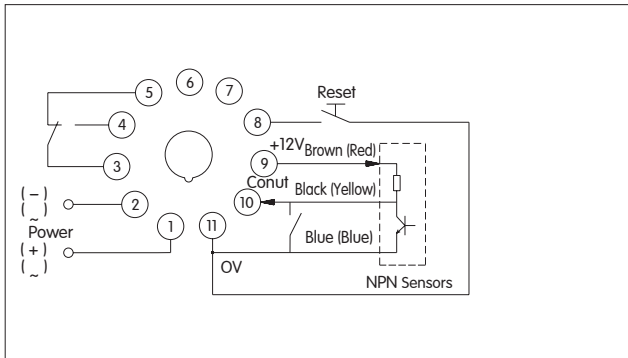 5
6
7
4
8
Reset
3
9
+12V Brown (Red)
Conut
10
Black (Yellow)
(−)
(~)
2
1
11
Blue (Blue)
Power
(+)
(~)
OV
NPN Sensors